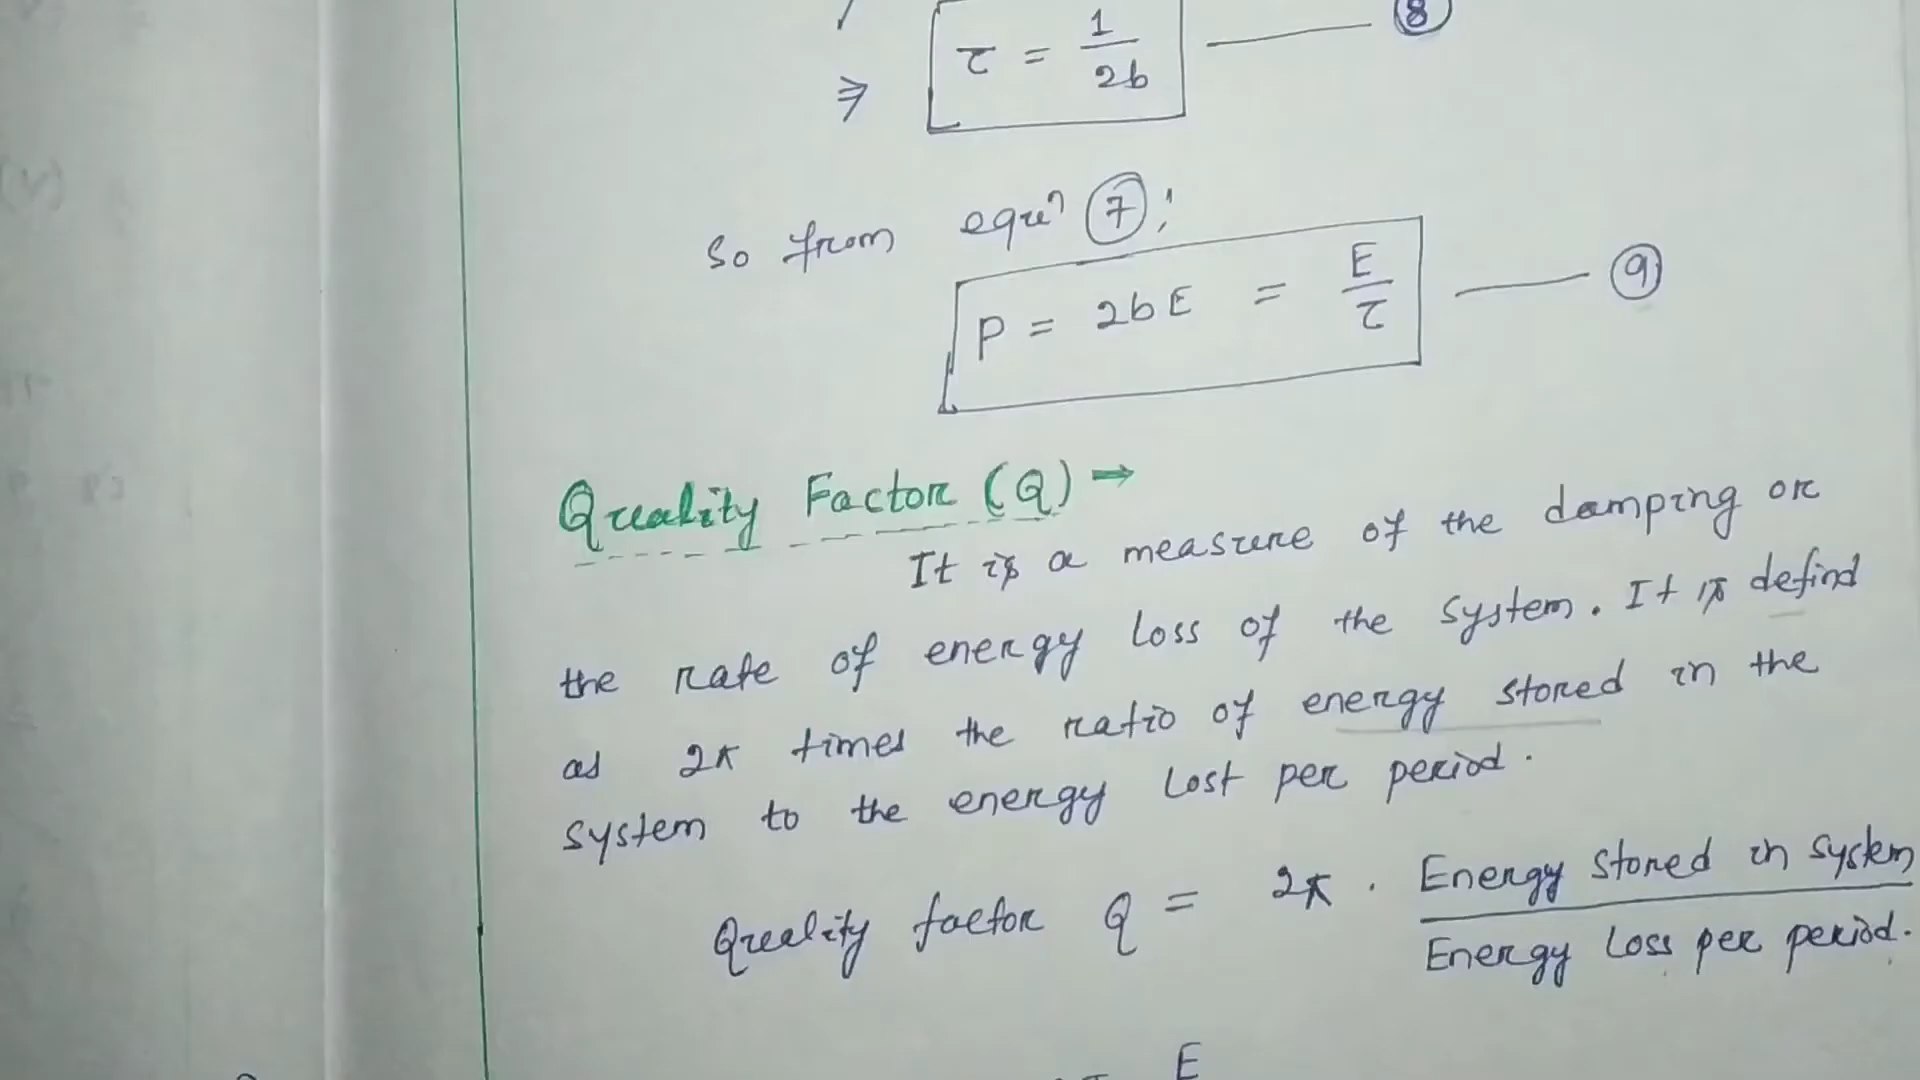 ⇒ τ = 1/2b —— ⑧
So from equⁿ ⑦;
P = 2bE = E/τ —— ⑨
Quality Factor (Q) →
It is a measure of the damping or
the rate of energy loss of the system. It is defind
as 2π times the ratio of energy stored in the
system to the energy lost per period.
Quality factor Q = 2π . Energy stored in system / Energy loss per period.
E